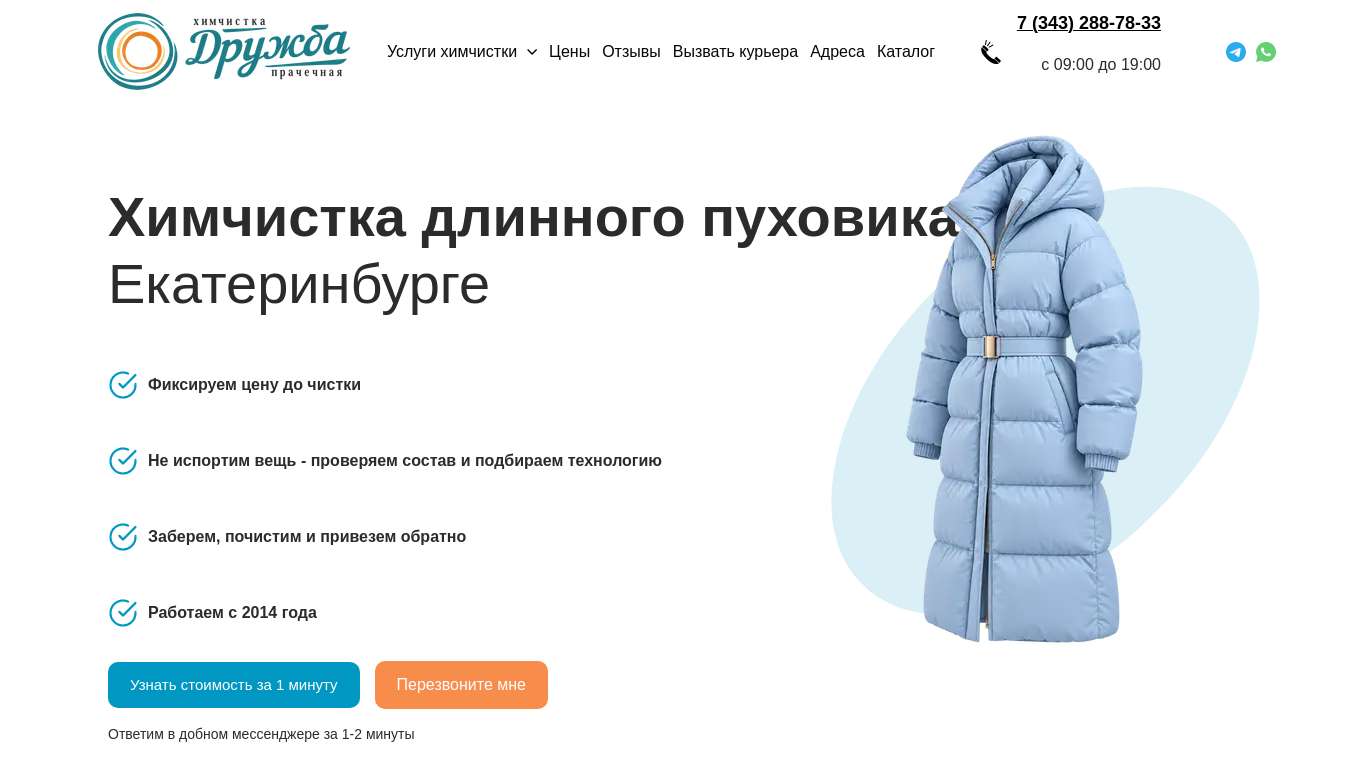 химчистка
Дружба
прачечная
Услуги химчистки
Цены
Отзывы
Вызвать курьера
Адреса
Каталог
7 (343) 288-78-33
с 09:00 до 19:00
Химчистка длинного пуховика
Екатеринбурге
Фиксируем цену до чистки
Не испортим вещь - проверяем состав и подбираем технологию
Заберем, почистим и привезем обратно
Работаем с 2014 года
Узнать стоимость за 1 минуту
Перезвоните мне
Ответим в добном мессенджере за 1-2 минуты